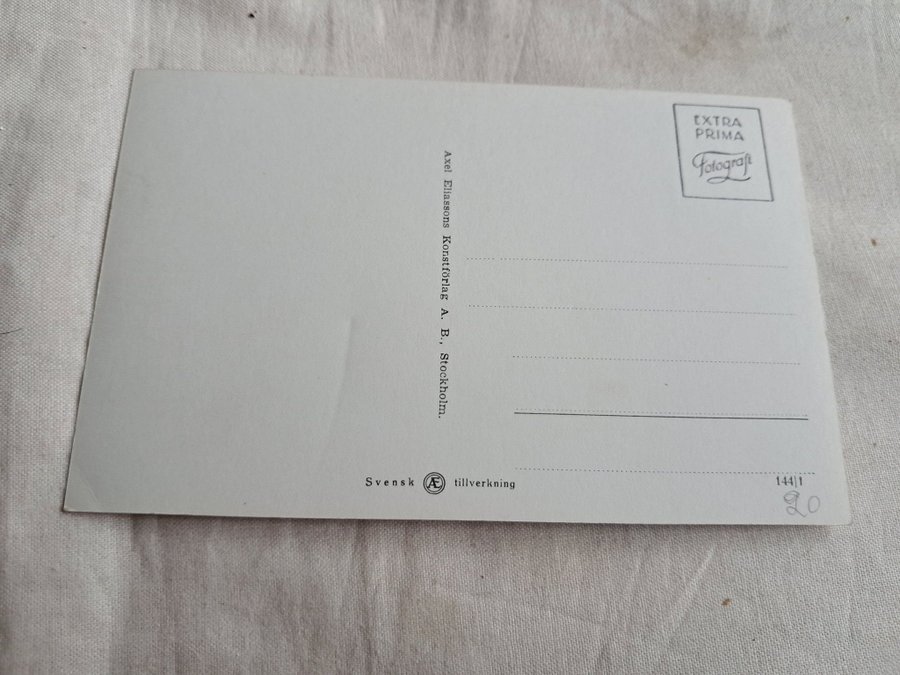 EXTRA
PRIMA
Fotografi
Axel Eliassons Konstförlag A. B., Stockholm.
Svensk Æ tillverkning
144|1
20